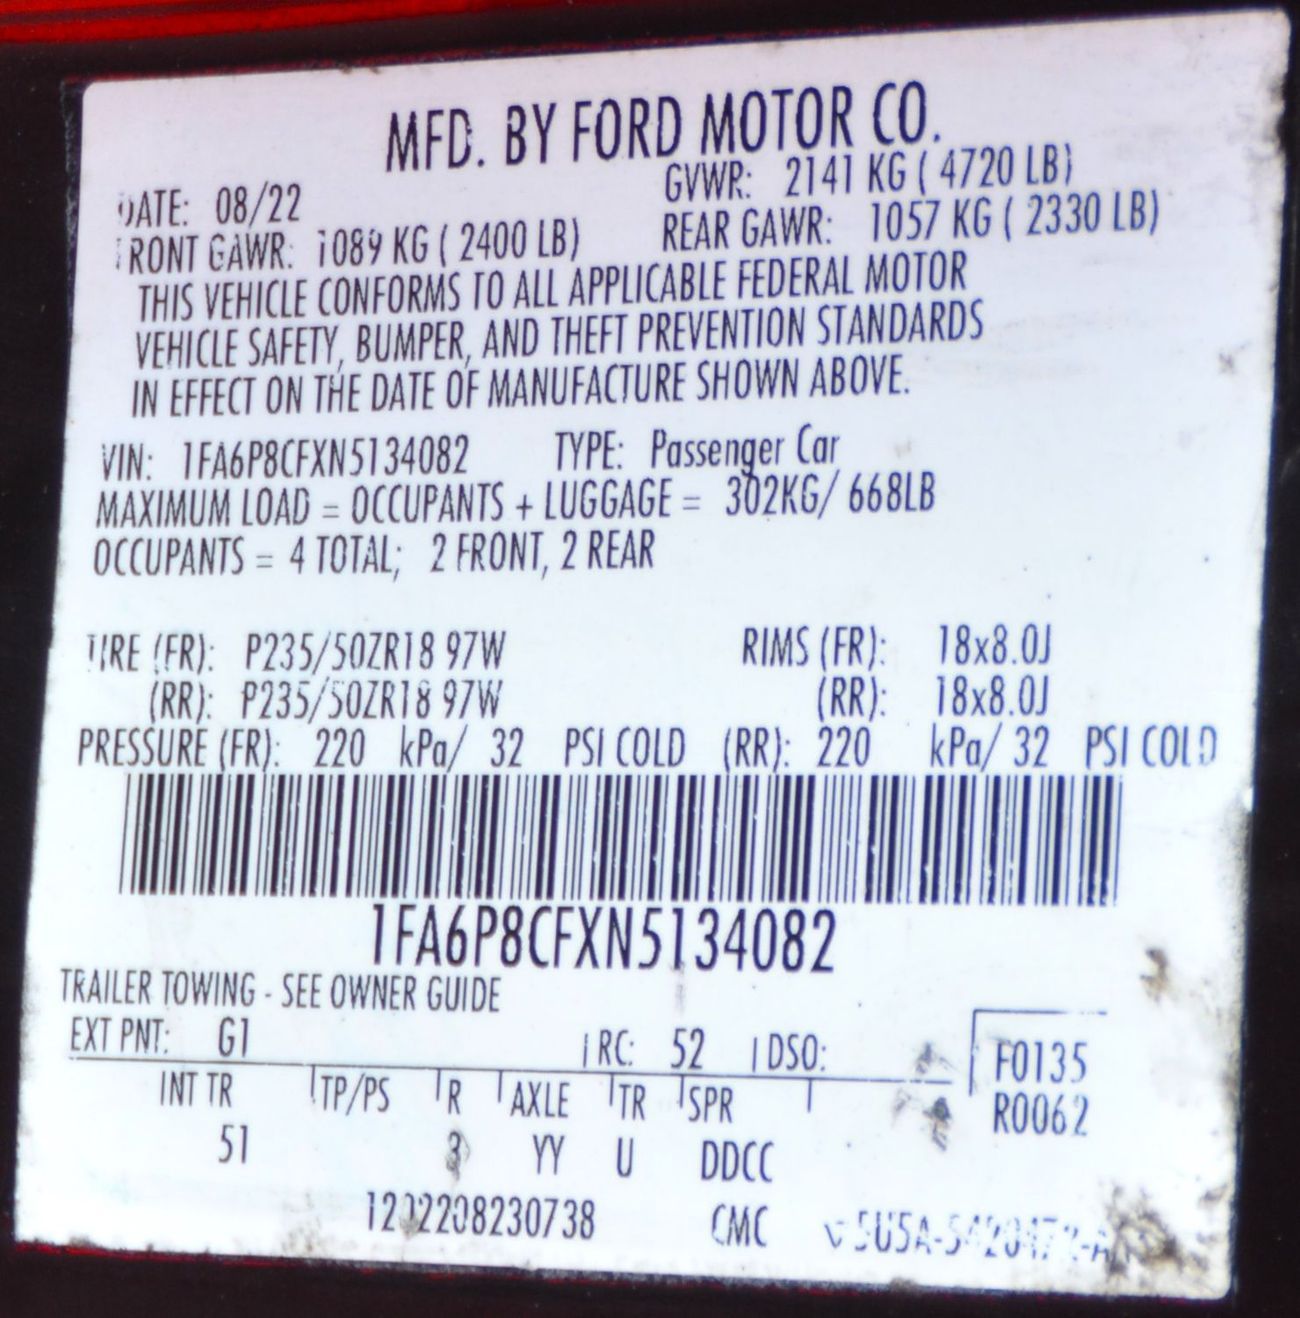 MFD. BY FORD MOTOR CO.
DATE: 08/22 GVWR: 2141 KG ( 4720 LB)
FRONT GAWR: 1089 KG ( 2400 LB) REAR GAWR: 1057 KG ( 2330 LB)
THIS VEHICLE CONFORMS TO ALL APPLICABLE FEDERAL MOTOR
VEHICLE SAFETY, BUMPER, AND THEFT PREVENTION STANDARDS
IN EFFECT ON THE DATE OF MANUFACTURE SHOWN ABOVE.
VIN: 1FA6P8CFXN5134082 TYPE: Passenger Car
MAXIMUM LOAD = OCCUPANTS + LUGGAGE = 302KG/ 668LB
OCCUPANTS = 4 TOTAL; 2 FRONT, 2 REAR
TIRE (FR): P235/50ZR18 97W RIMS (FR): 18x8.0J
(RR): P235/50ZR18 97W (RR): 18x8.0J
PRESSURE (FR): 220 kPa/ 32 PSI COLD (RR): 220 kPa/ 32 PSI COLD
1FA6P8CFXN5134082
TRAILER TOWING - SEE OWNER GUIDE
EXT PNT: G1 RC: 52 DSO: F0135
INT TR TP/PS R AXLE TR SPR R0062
51 3 YY U DDCC
1202208230738 CMC